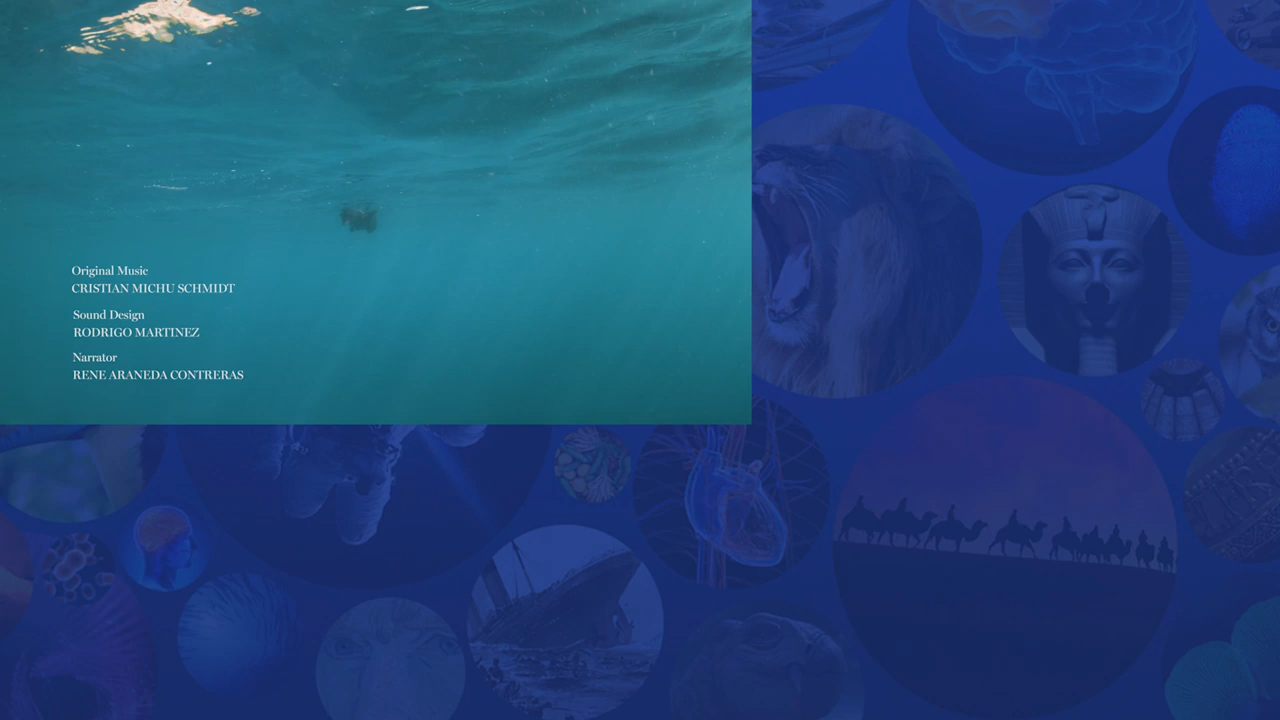 Original Music
CRISTIAN MICHU SCHMIDT
Sound Design
RODRIGO MARTINEZ
Narrator
RENE ARANEDA CONTRERAS